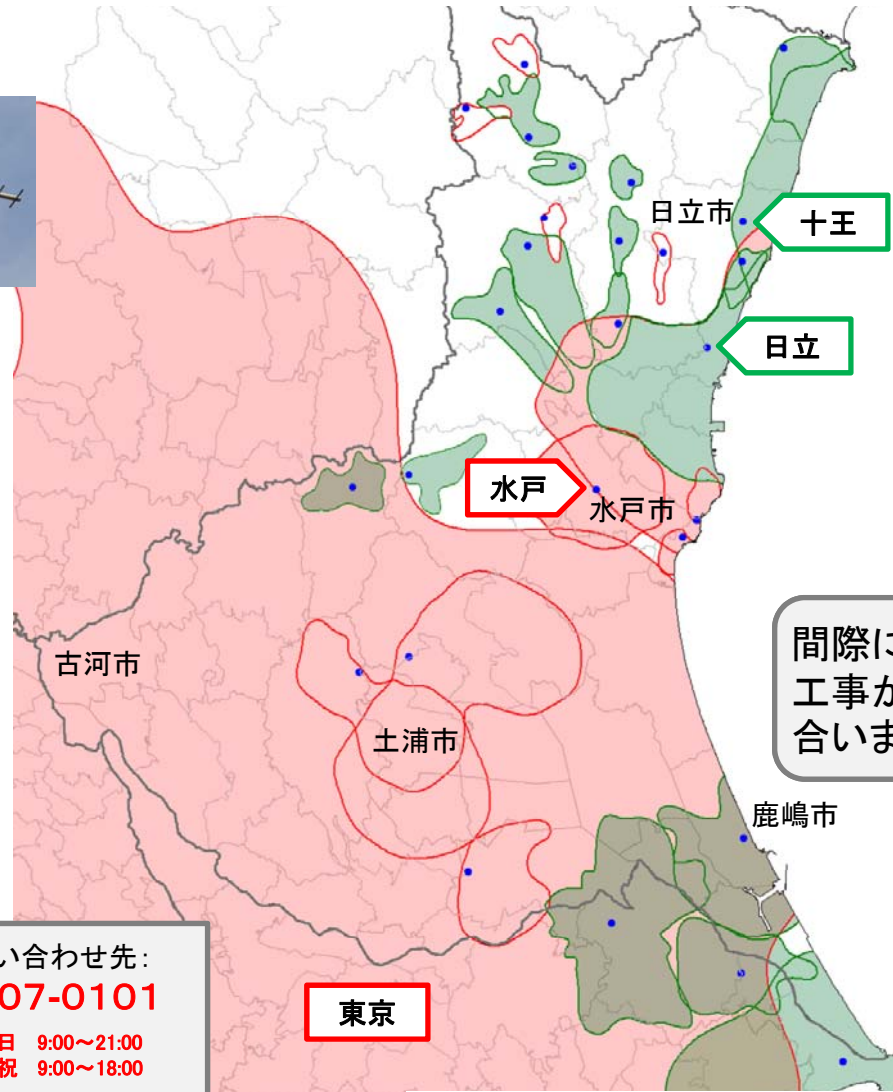 日立市
十王
日立
水戸
水戸市
間際に
工事が
合いま
古河市
土浦市
鹿嶋市
い合わせ先:
07-0101
日 9:00～21:00
祝 9:00～18:00
東京